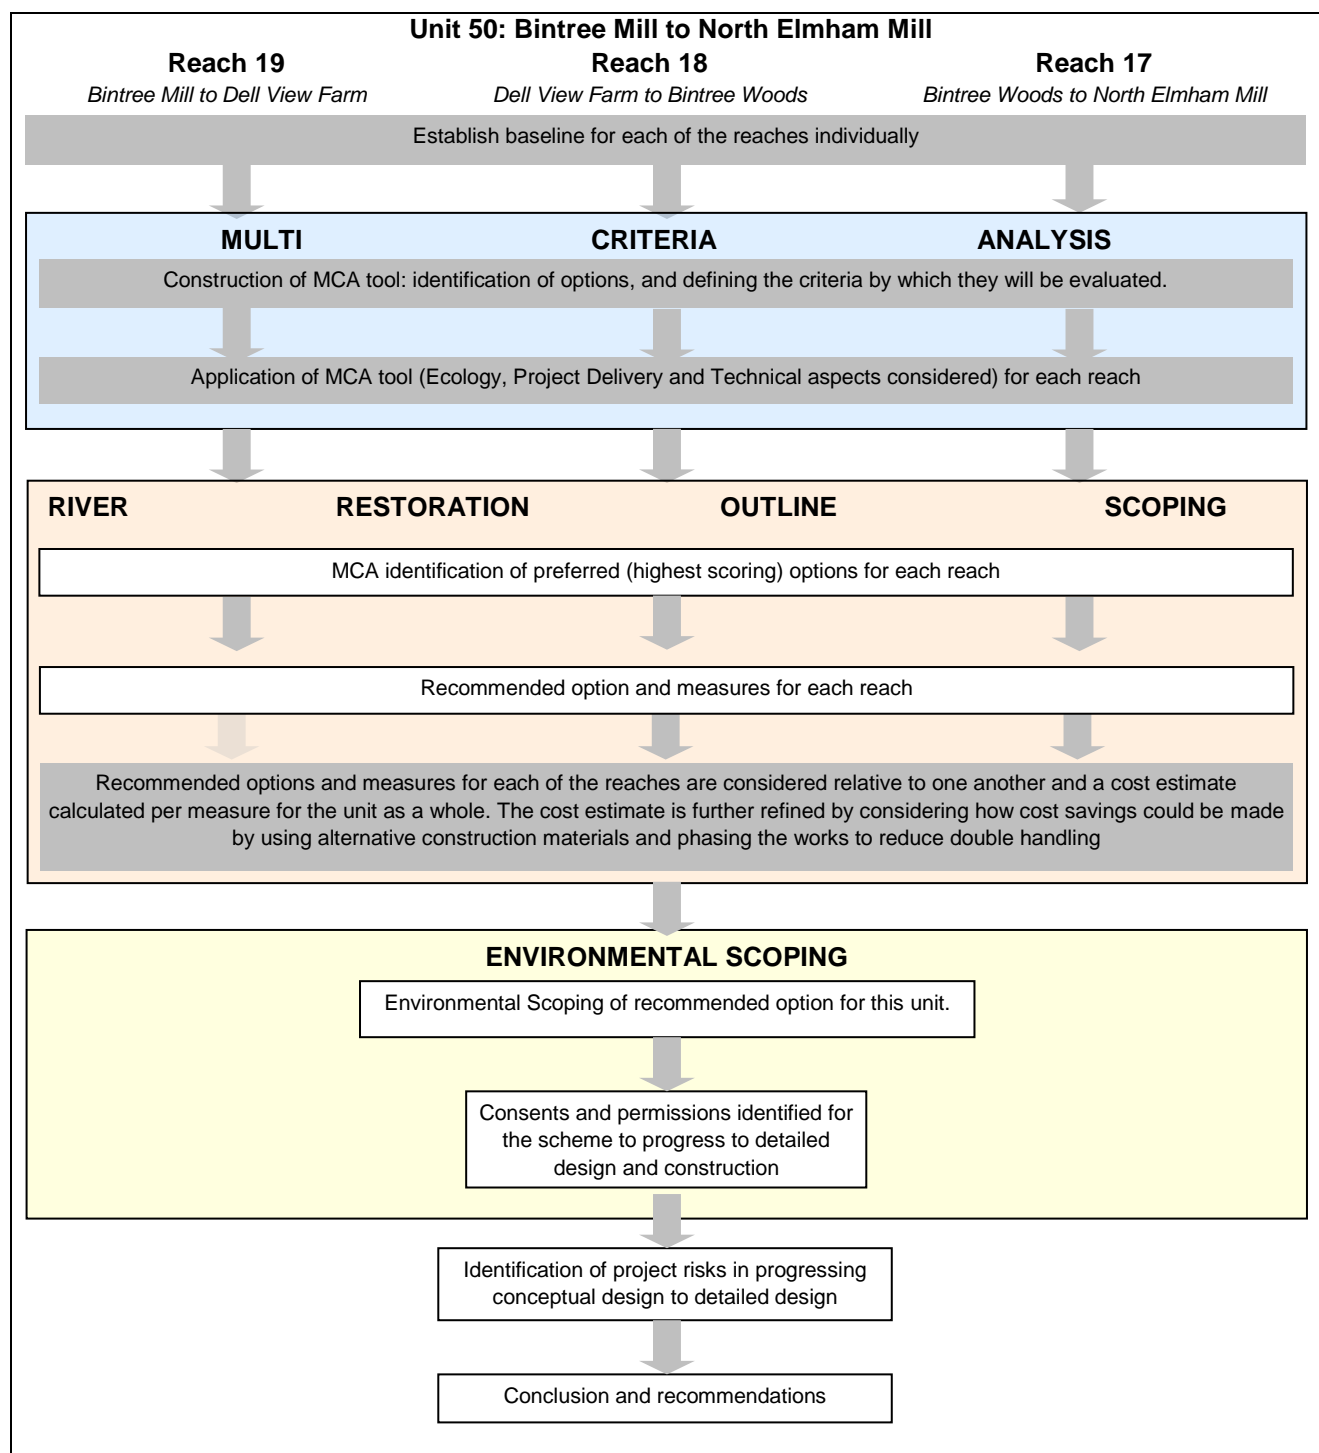 Unit 50: Bintree Mill to North Elmham Mill
Reach 19 Reach 18 Reach 17
Bintree Mill to Dell View Farm Dell View Farm to Bintree Woods Bintree Woods to North Elmham Mill
Establish baseline for each of the reaches individually
MULTI CRITERIA ANALYSIS
Construction of MCA tool: identification of options, and defining the criteria by which they will be evaluated.
Application of MCA tool (Ecology, Project Delivery and Technical aspects considered) for each reach
RIVER RESTORATION OUTLINE SCOPING
MCA identification of preferred (highest scoring) options for each reach
Recommended option and measures for each reach
Recommended options and measures for each of the reaches are considered relative to one another and a cost estimate
calculated per measure for the unit as a whole. The cost estimate is further refined by considering how cost savings could be made
by using alternative construction materials and phasing the works to reduce double handling
ENVIRONMENTAL SCOPING
Environmental Scoping of recommended option for this unit.
Consents and permissions identified for
the scheme to progress to detailed
design and construction
Identification of project risks in progressing
conceptual design to detailed design
Conclusion and recommendations